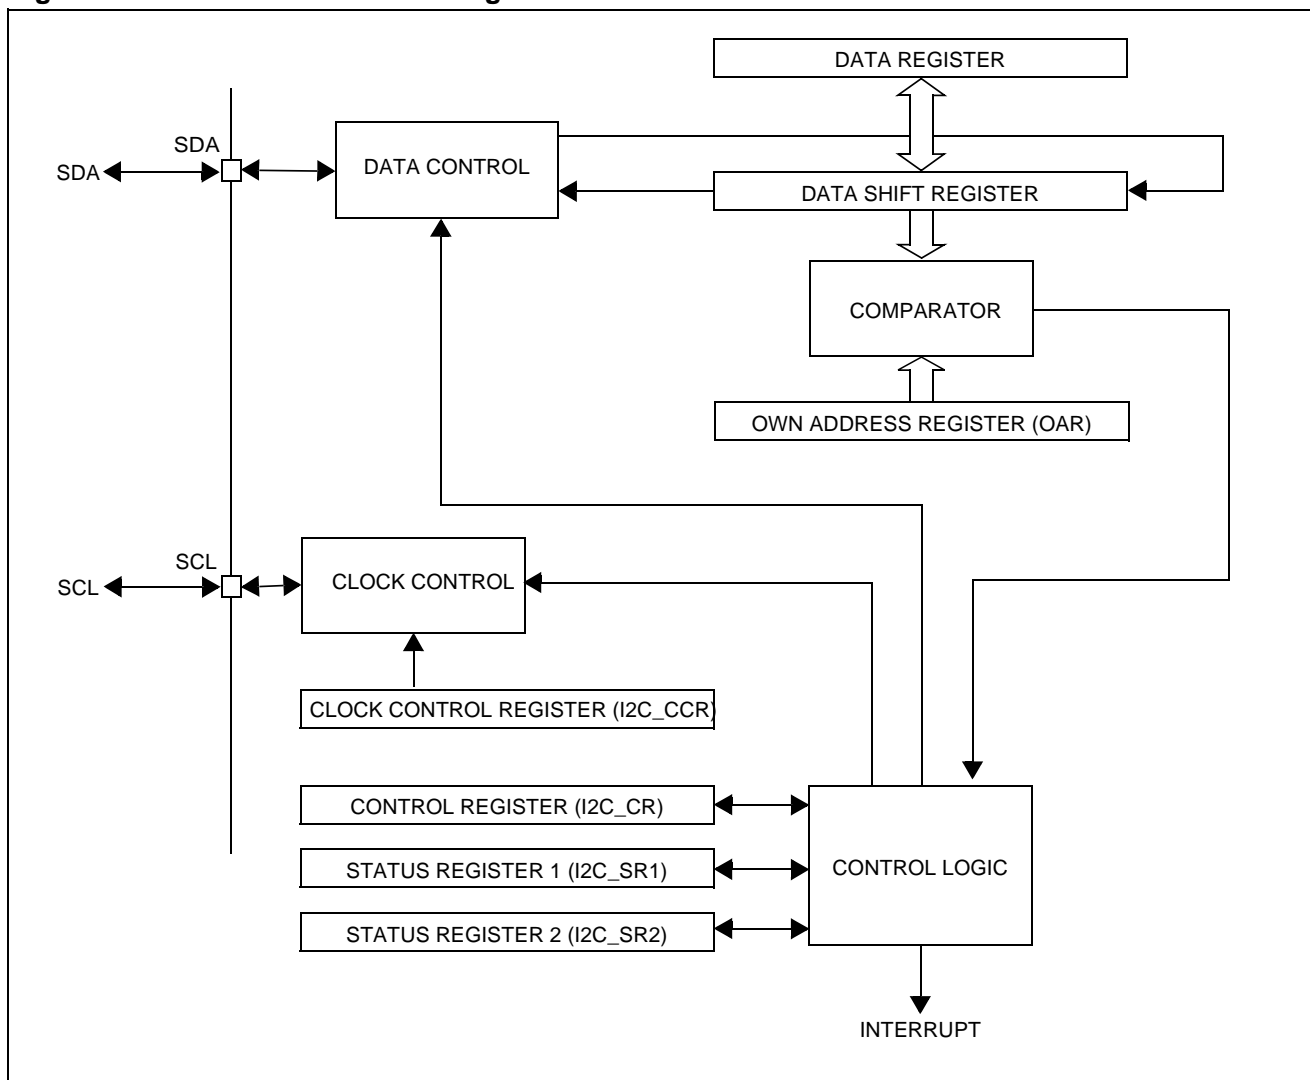 DATA REGISTER
SDA
SDA
DATA CONTROL
DATA SHIFT REGISTER
COMPARATOR
OWN ADDRESS REGISTER (OAR)
SCL
SCL
CLOCK CONTROL
CLOCK CONTROL REGISTER (I2C_CCR)
CONTROL REGISTER (I2C_CR)
STATUS REGISTER 1 (I2C_SR1)
CONTROL LOGIC
STATUS REGISTER 2 (I2C_SR2)
INTERRUPT